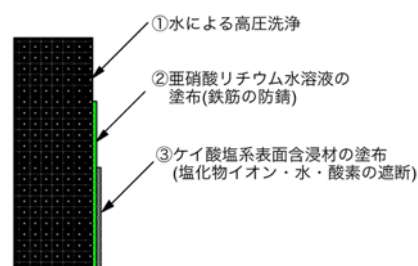 ①水による高圧洗浄
②亜硝酸リチウム水溶液の
塗布(鉄筋の防錆)
③ケイ酸塩系表面含浸材の塗布
(塩化物イオン・水・酸素の遮断)